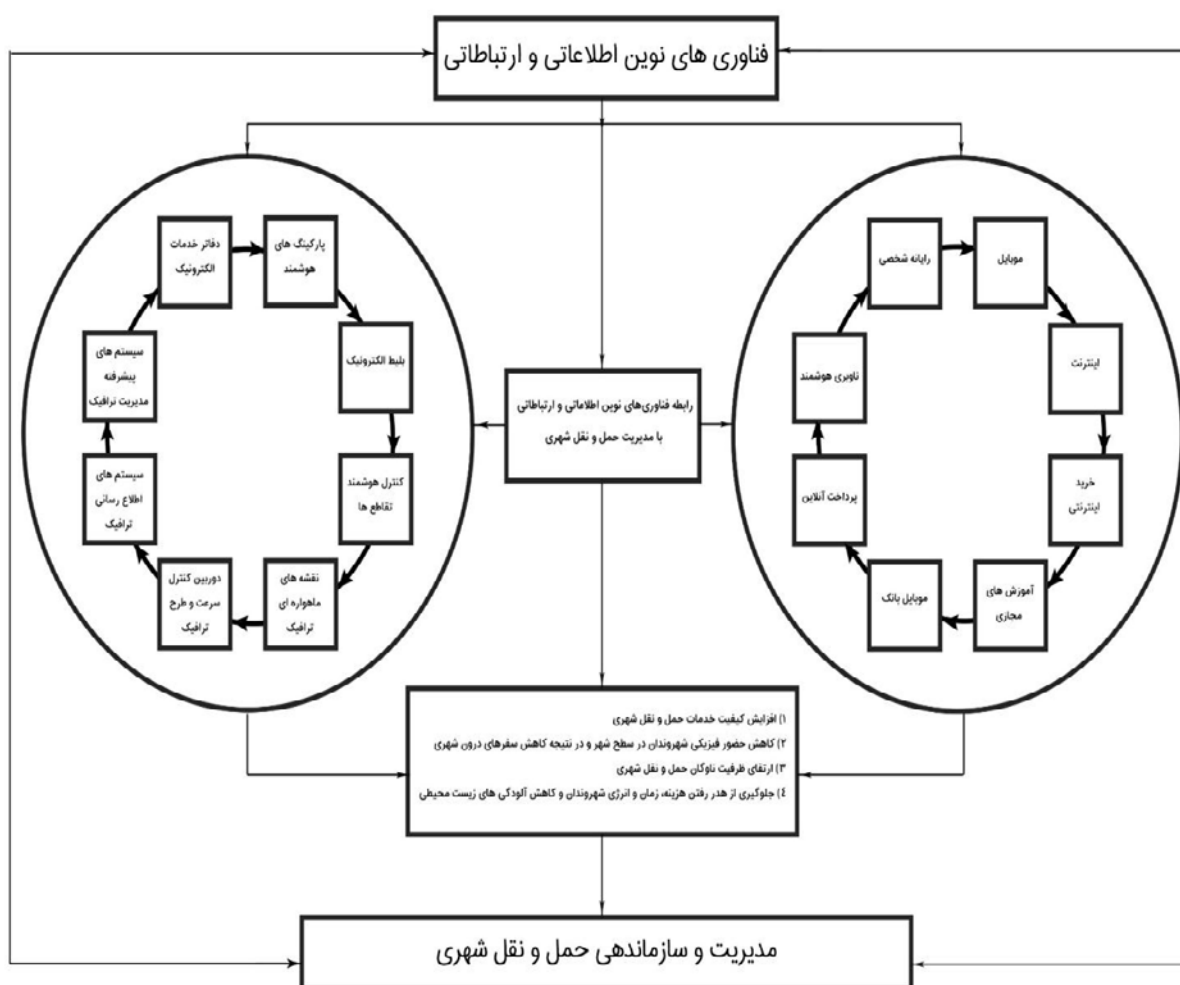 فناوری های نوین اطلاعاتی و ارتباطاتی
موبایل
اینترنت
خرید
اینترنتی
آموزش های
مجازی
موبایل بانک
پرداخت آنلاین
ناوبری هوشمند
رایانه شخصی
رابطه فناوری‌های نوین اطلاعاتی و ارتباطاتی
با مدیریت حمل و نقل شهری
پارکینگ های
هوشمند
بلیط الکترونیک
کنترل هوشمند
تقاطع ها
نقشه های
ماهواره ای
ترافیک
دوربین کنترل
سرعت و طرح
ترافیک
سیستم های
اطلاع رسانی
ترافیک
سیستم های
پیشرفته
مدیریت ترافیک
دفاتر خدمات
الکترونیک
۱) افزایش کیفیت خدمات حمل و نقل شهری
۲) کاهش حضور فیزیکی شهروندان در سطح شهر و در نتیجه کاهش سفرهای درون شهری
۳) ارتقای ظرفیت ناوگان حمل و نقل شهری
٤) جلوگیری از هدر رفتن هزینه، زمان و انرژی شهروندان و کاهش آلودگی های زیست محیطی
مدیریت و سازماندهی حمل و نقل شهری